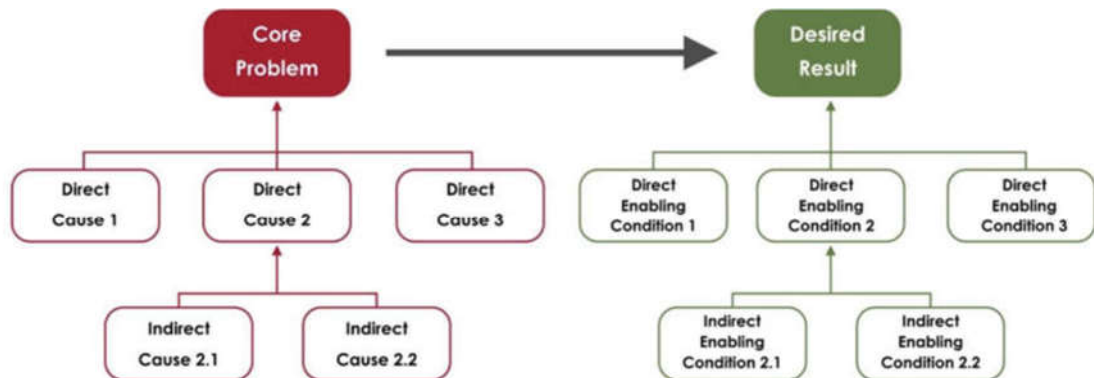 Core
Problem
Desired
Result
Direct
Cause 1
Direct
Cause 2
Direct
Cause 3
Direct
Enabling
Condition 1
Direct
Enabling
Condition 2
Direct
Enabling
Condition 3
Indirect
Cause 2.1
Indirect
Cause 2.2
Indirect
Enabling
Condition 2.1
Indirect
Enabling
Condition 2.2